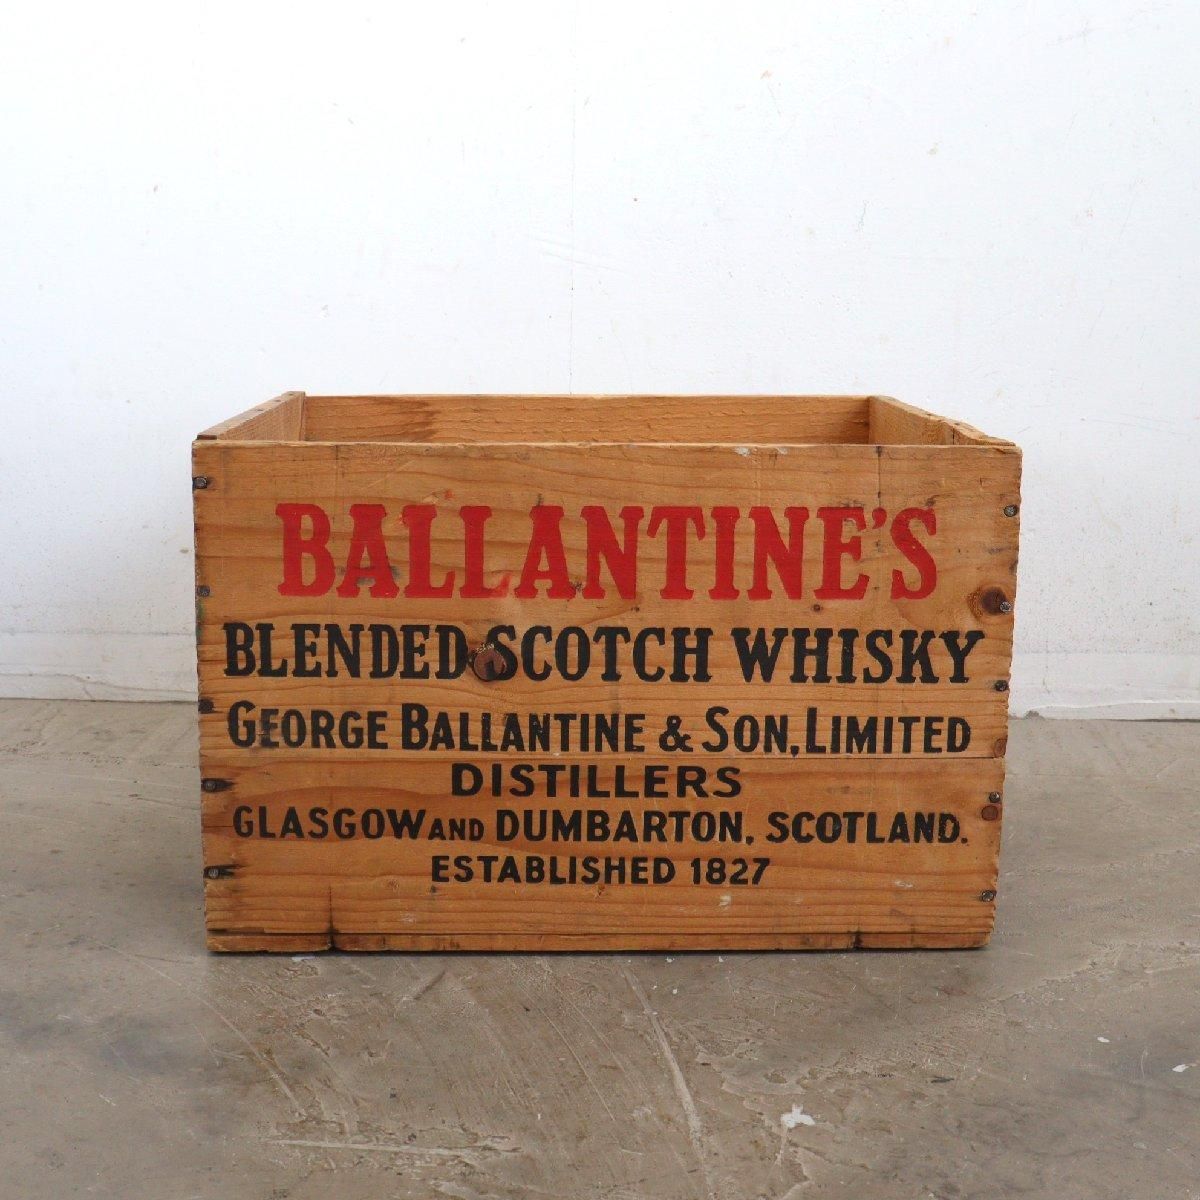 BALLANTINE'S
BLENDED SCOTCH WHISKY
GEORGE BALLANTINE & SON, LIMITED
DISTILLERS
GLASGOW AND DUMBARTON, SCOTLAND.
ESTABLISHED 1827